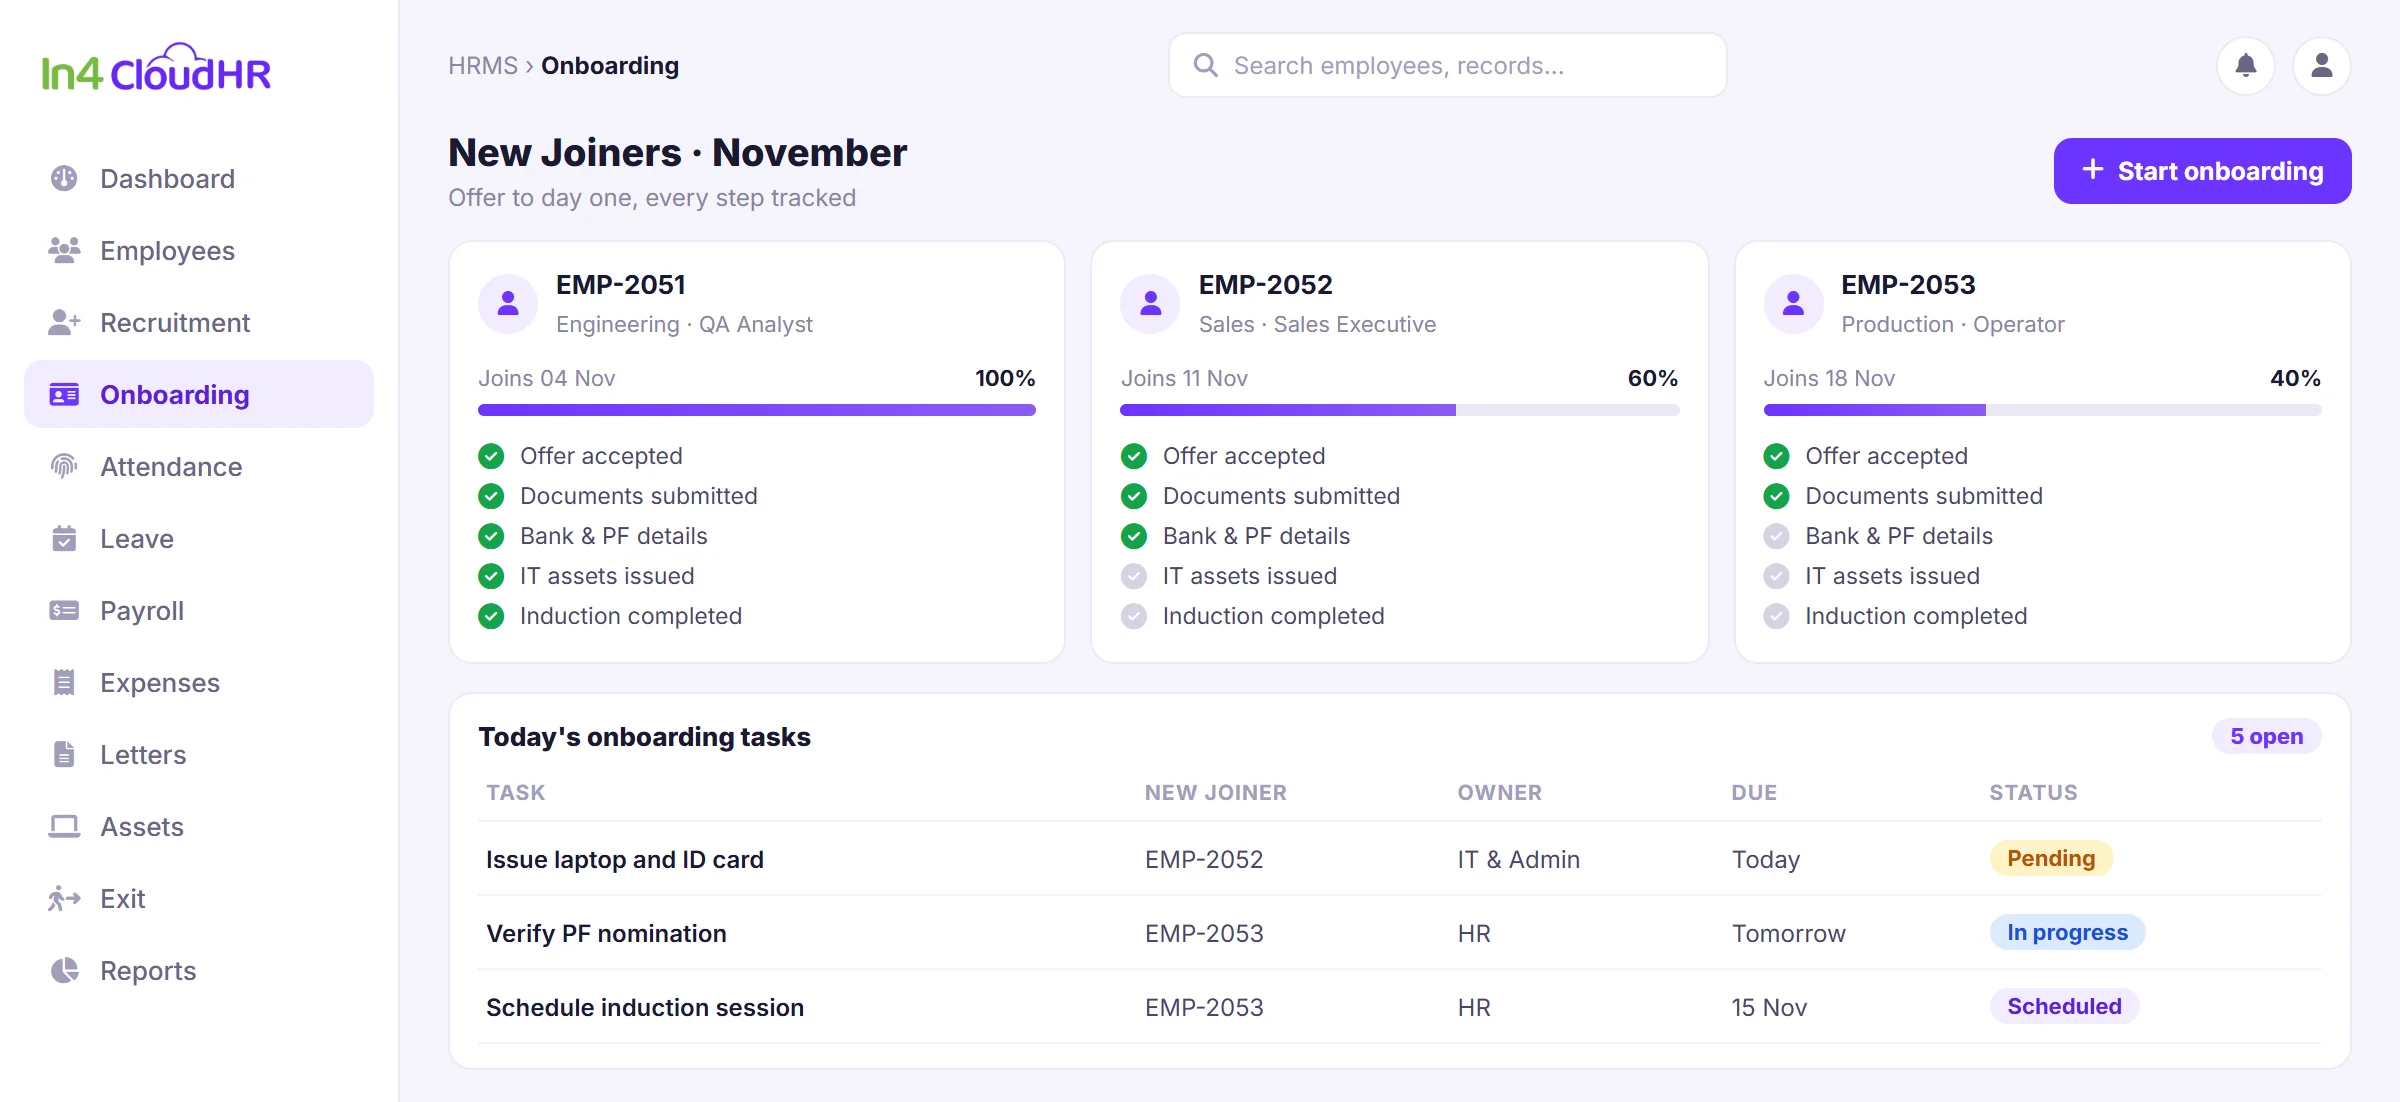 In4 CloudHR
Dashboard
Employees
Recruitment
Onboarding
Attendance
Leave
Payroll
Expenses
Letters
Assets
Exit
Reports
HRMS › Onboarding
Search employees, records...
New Joiners · November
Offer to day one, every step tracked
+ Start onboarding
EMP-2051
Engineering · QA Analyst
Joins 04 Nov 100%
Offer accepted
Documents submitted
Bank & PF details
IT assets issued
Induction completed
EMP-2052
Sales · Sales Executive
Joins 11 Nov 60%
Offer accepted
Documents submitted
Bank & PF details
IT assets issued
Induction completed
EMP-2053
Production · Operator
Joins 18 Nov 40%
Offer accepted
Documents submitted
Bank & PF details
IT assets issued
Induction completed
Today's onboarding tasks 5 open
TASK NEW JOINER OWNER DUE STATUS
Issue laptop and ID card EMP-2052 IT & Admin Today Pending
Verify PF nomination EMP-2053 HR Tomorrow In progress
Schedule induction session EMP-2053 HR 15 Nov Scheduled